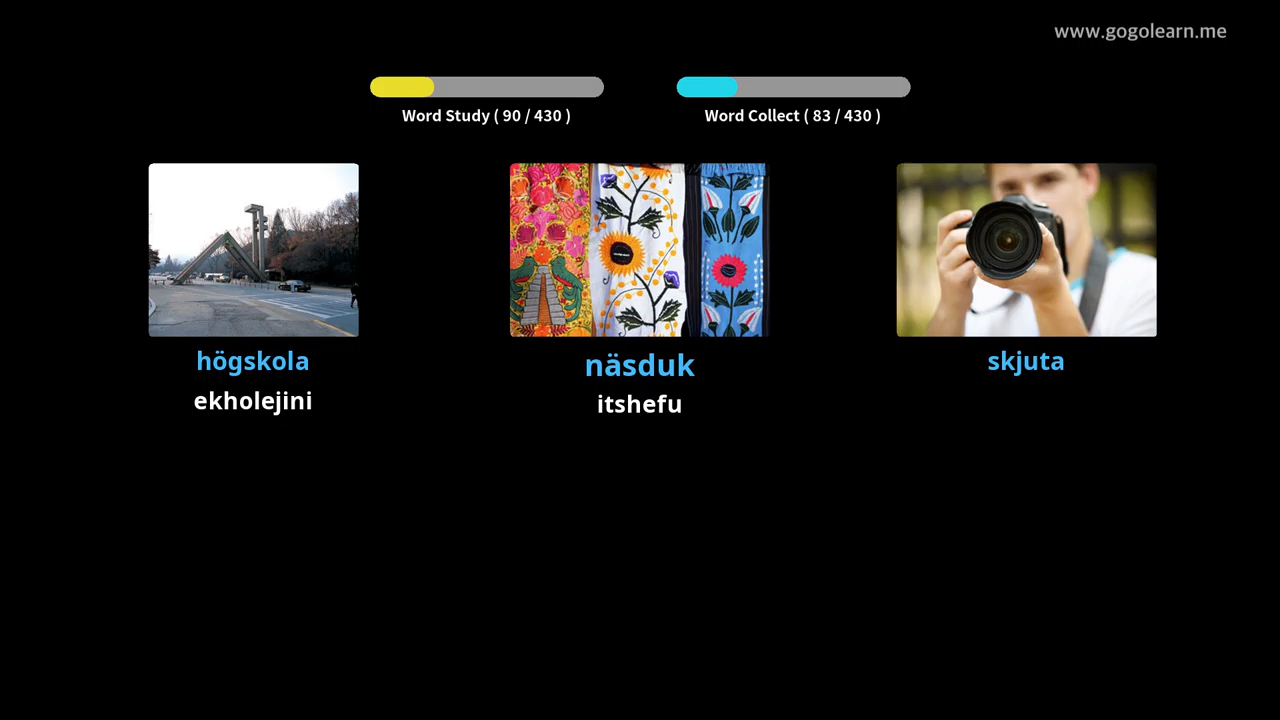 www.gogolearn.me
Word Study ( 90 / 430 )
Word Collect ( 83 / 430 )
högskola
näsduk
skjuta
ekholejini
itshefu